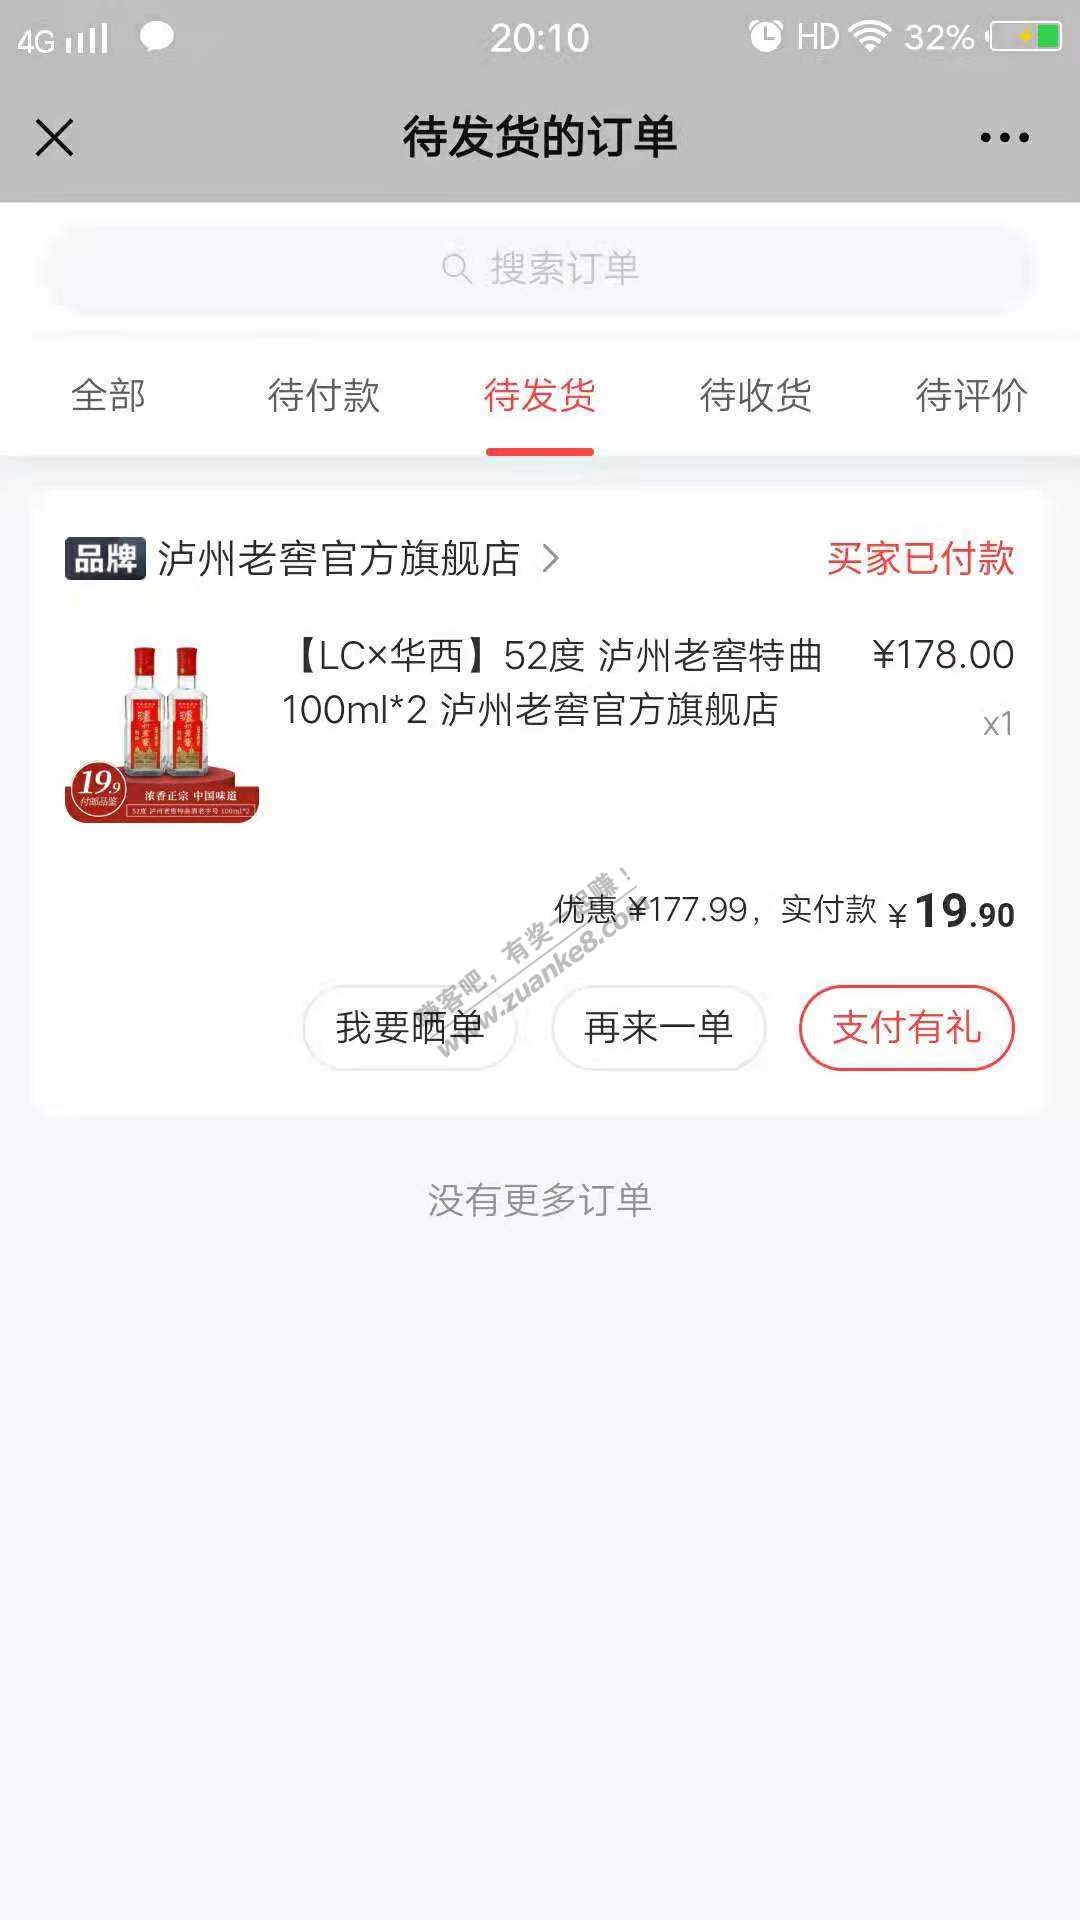 4G 20:10 HD 32%
待发货的订单
搜索订单
全部 待付款 待发货 待收货 待评价
品牌 泸州老窖官方旗舰店 买家已付款
【LC×华西】52度 泸州老窖特曲 ¥178.00
100ml*2 泸州老窖官方旗舰店
x1
19.9
付邮品鉴
浓香正宗 中国味道
优惠 ¥177.99，实付款 ¥19.90
赚客吧，有奖一起赚！
www.zuanke8.com
我要晒单 再来一单 支付有礼
没有更多订单